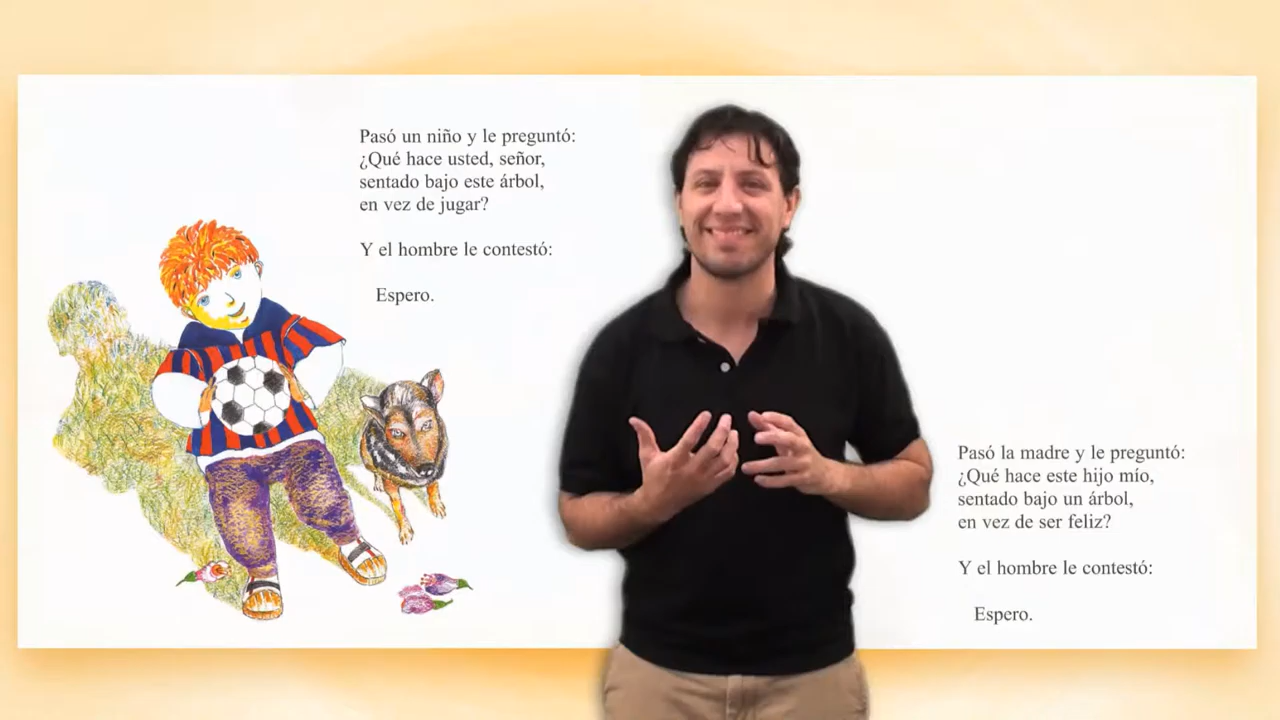 Pasó un niño y le preguntó:
¿Qué hace usted, señor,
sentado bajo este árbol,
en vez de jugar?
Y el hombre le contestó:
Espero.
Pasó la madre y le preguntó:
¿Qué hace este hijo mío,
sentado bajo un árbol,
en vez de ser feliz?
Y el hombre le contestó:
Espero.